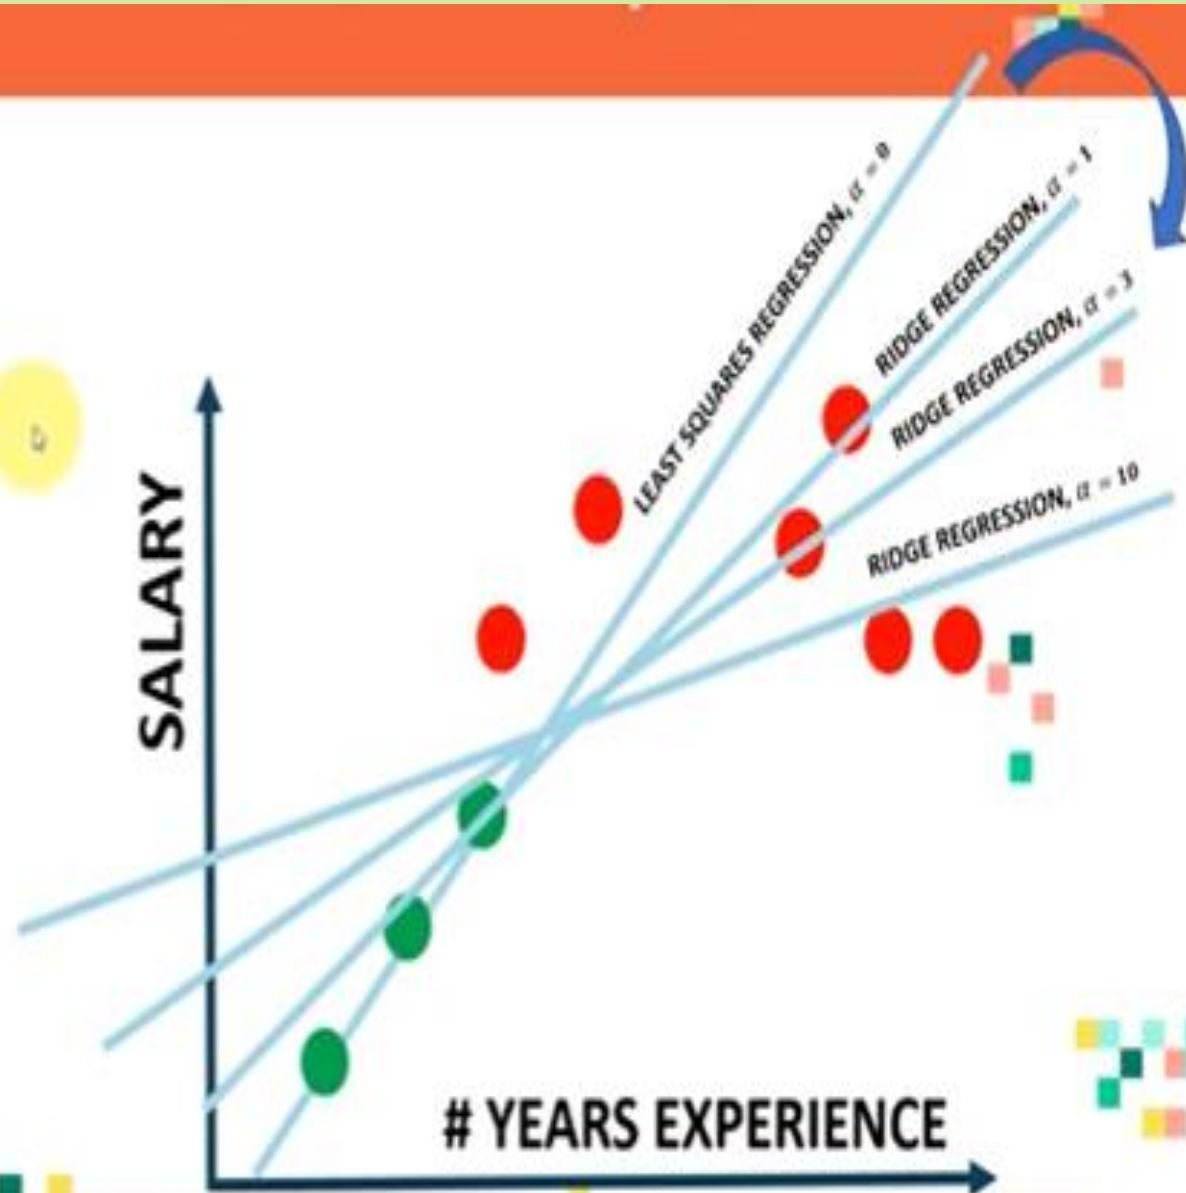 LEAST SQUARES REGRESSION, α = 0
RIDGE REGRESSION, α = 1
RIDGE REGRESSION, α = 3
RIDGE REGRESSION, α = 10
SALARY
# YEARS EXPERIENCE